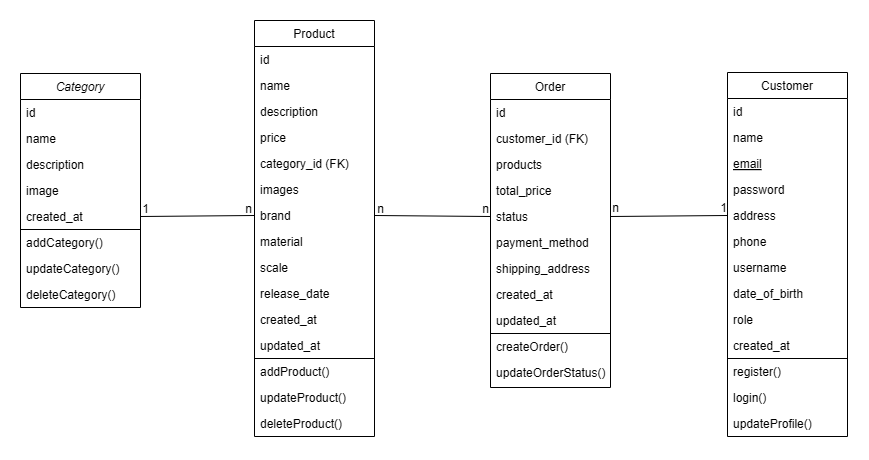 Category
id
name
description
image
created_at
addCategory()
updateCategory()
deleteCategory()
1
n
Product
id
name
description
price
category_id (FK)
images
brand
material
scale
release_date
created_at
updated_at
addProduct()
updateProduct()
deleteProduct()
n
n
Order
id
customer_id (FK)
products
total_price
status
payment_method
shipping_address
created_at
updated_at
createOrder()
updateOrderStatus()
n
1
Customer
id
name
email
password
address
phone
username
date_of_birth
role
created_at
register()
login()
updateProfile()